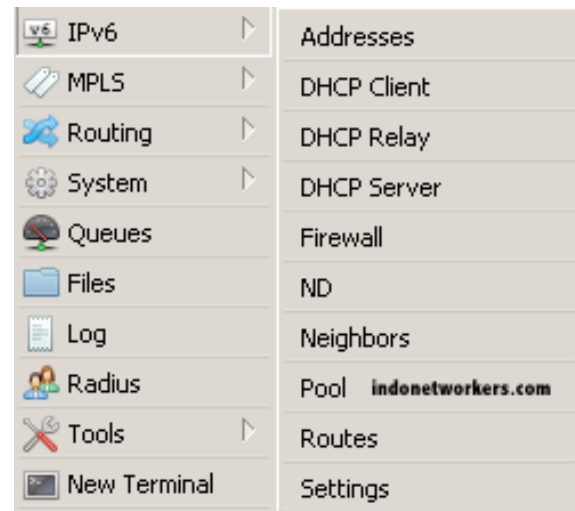 IPv6
MPLS
Routing
System
Queues
Files
Log
Radius
Tools
New Terminal
Addresses
DHCP Client
DHCP Relay
DHCP Server
Firewall
ND
Neighbors
Pool indonetworkers.com
Routes
Settings